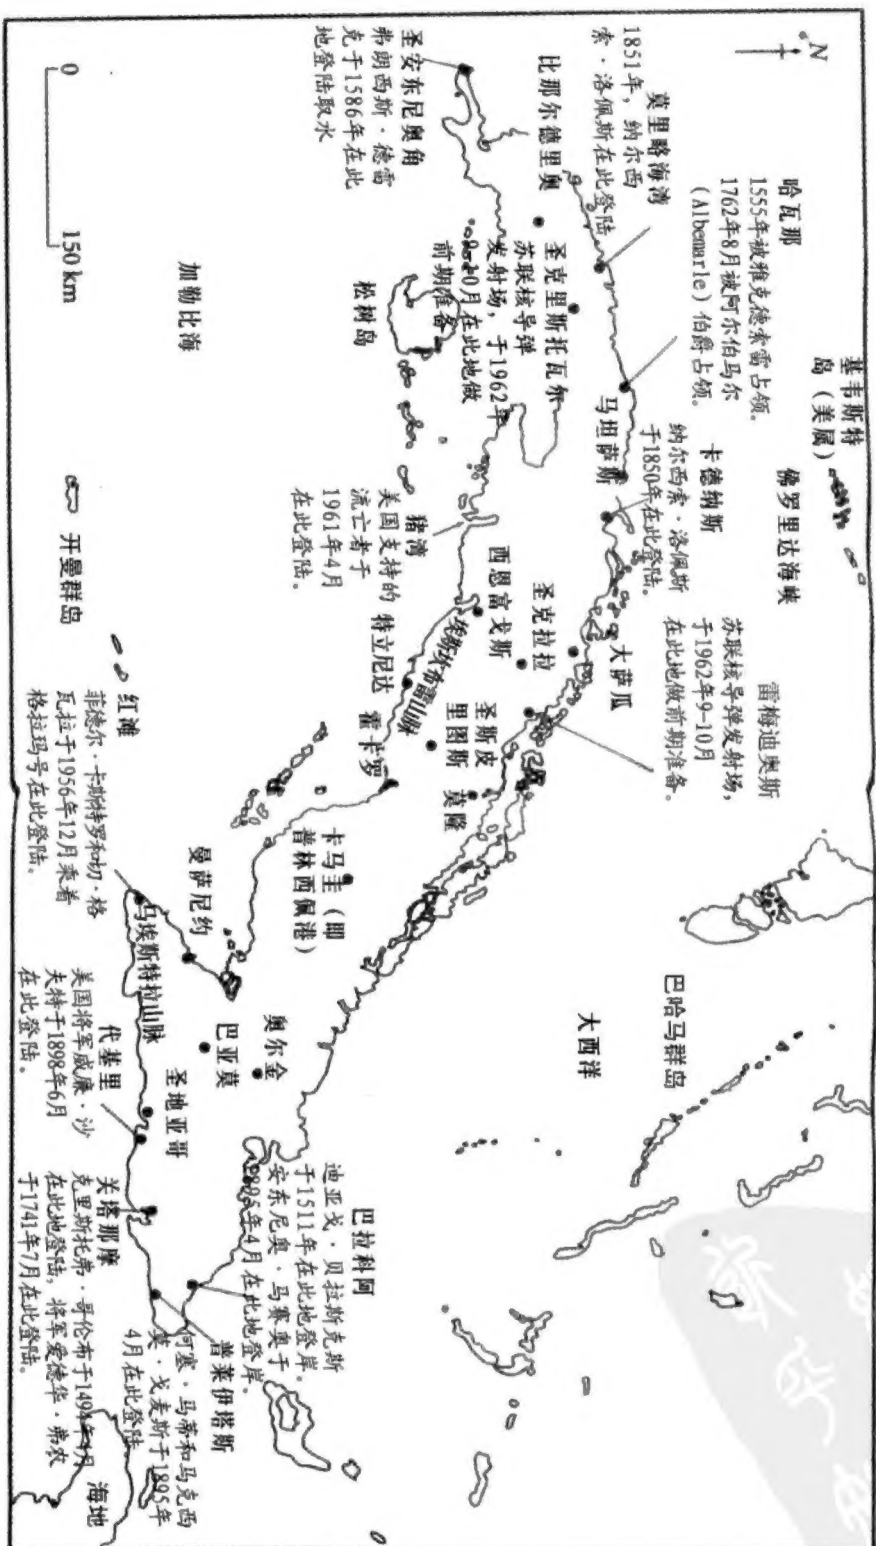 N
0
150 km
圣安东尼奥角
弗朗西斯·德雷
克于1586年在此
地登陆取水
比那尔德里奥
莫里略海湾
1851年，纳尔西
索·洛佩斯在此登陆
哈瓦那
1555年被雅克德索雷占领。
1762年8月被阿尔伯马尔
（Albemarle）伯爵占领。
圣克里斯托瓦尔
苏联核导弹
发射场，于1962年
9-10月在此地做
前期准备
松树岛
加勒比海
基韦斯特
岛（美属）
佛罗里达海峡
马坦萨斯
卡德纳斯
纳尔西索·洛佩斯
于1850年在此登陆。
猪湾
美国支持的
流亡者于
1961年4月
在此登陆。
西恩富戈斯
圣克拉拉
大萨瓜
雷梅迪奥斯
苏联核导弹发射场，
于1962年9-10月
在此地做前期准备。
开曼群岛
特立尼达
圣斯皮
里图斯
霍卡罗
莫隆
红滩
菲德尔·卡斯特罗和切·格
瓦拉于1956年12月乘着
格拉玛号在此登陆。
卡马圭（即
普林西佩港）
曼萨尼约
马埃斯特拉山脉
巴哈马群岛
大西洋
奥尔金
巴亚莫
圣地亚哥
代基里
美国将军威廉·沙
夫特于1898年6月
在此登陆。
巴拉科阿
迪亚戈·贝拉斯克斯
于1511年在此地登岸。
安东尼奥·马赛奥于
1895年4月在此地登岸。
普莱伊塔斯
何塞·马蒂和马克西
莫·戈麦斯于1895年
4月在此登陆
关塔那摩
克里斯托弗·哥伦布于1494年4月
在此地登陆，将军爱德华·弗农
于1741年7月在此登陆。
海地